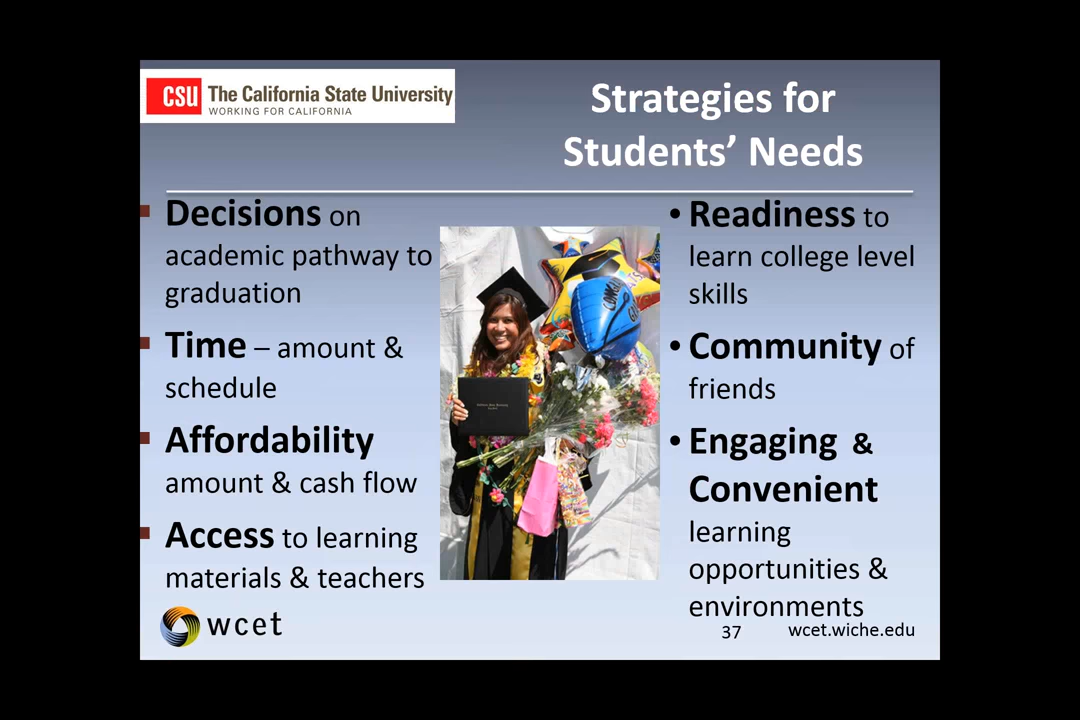 CSU The California State University
WORKING FOR CALIFORNIA
Strategies for
Students’ Needs
Decisions on
academic pathway to
graduation
Time – amount &
schedule
Affordability
amount & cash flow
Access to learning
materials & teachers
• Readiness to
learn college level
skills
• Community of
friends
• Engaging &
Convenient
learning
opportunities &
environments
wcet
37
wcet.wiche.edu